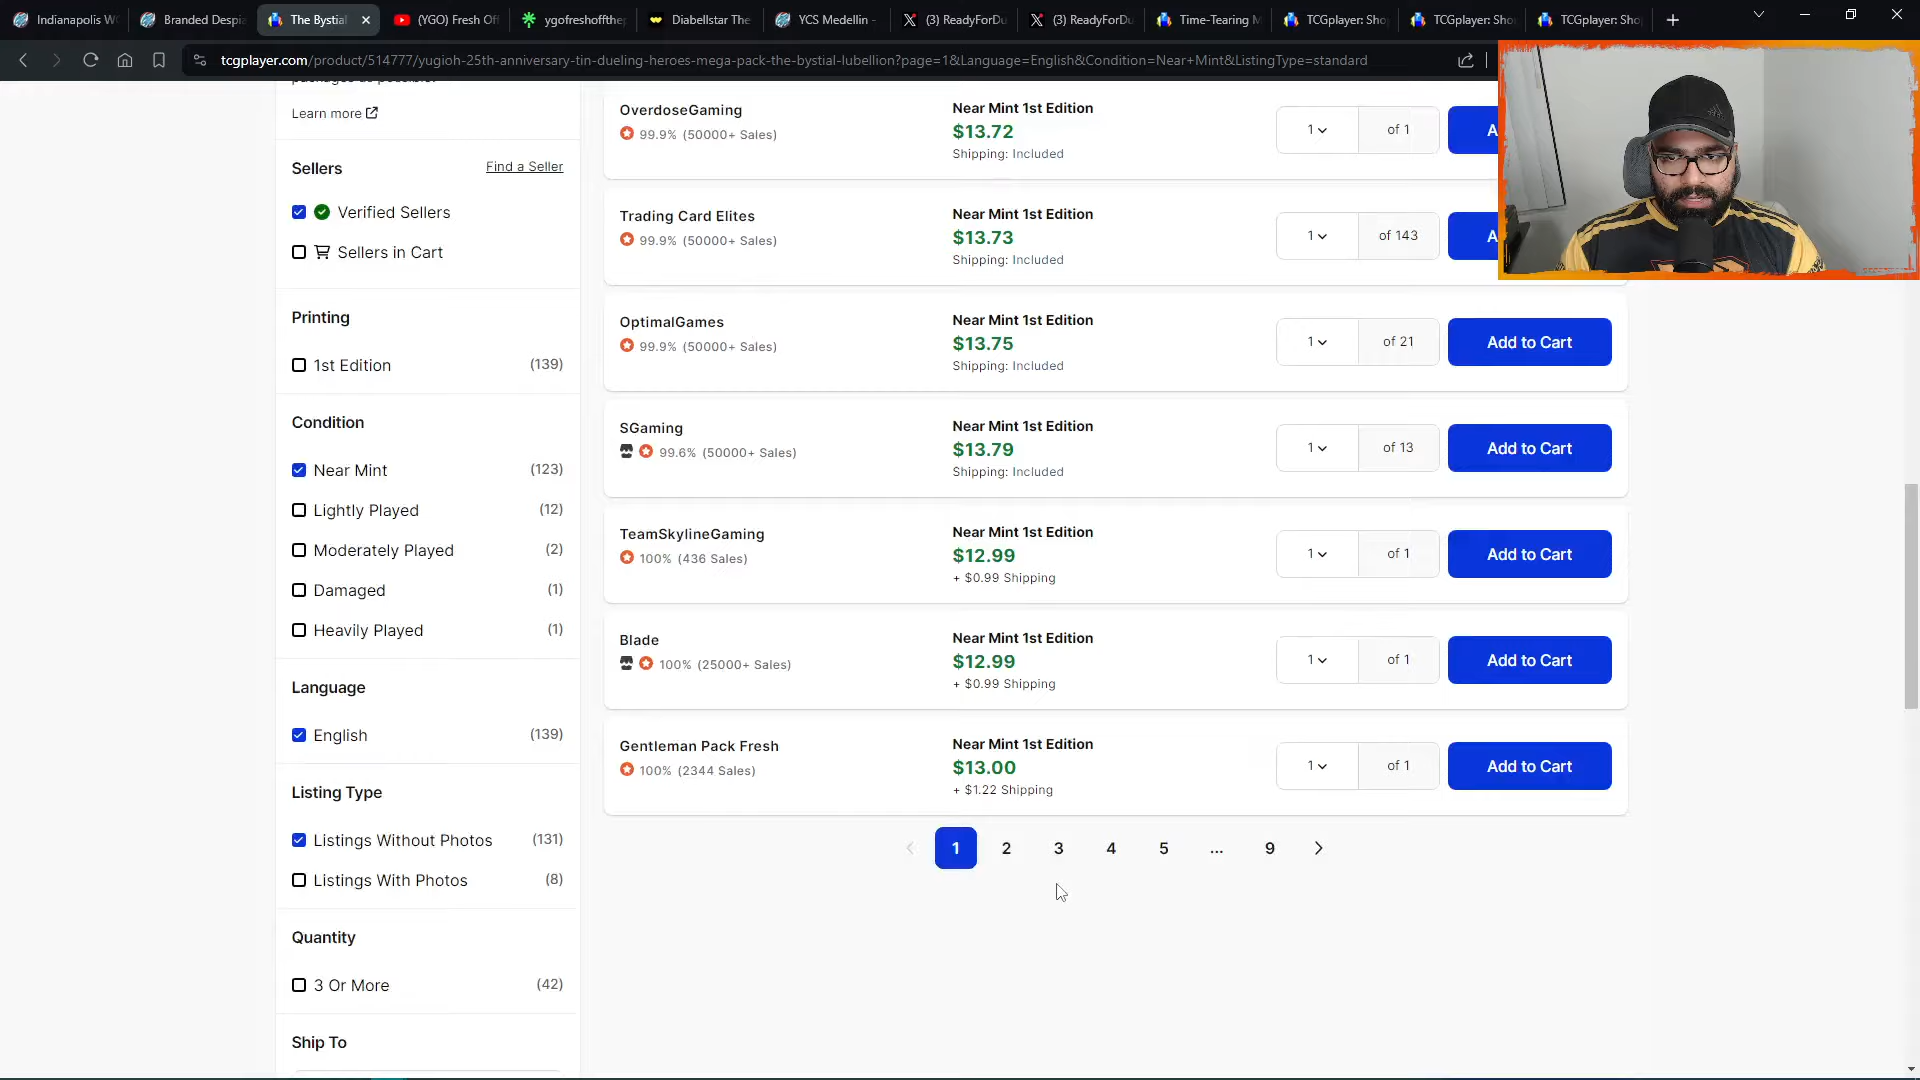 Indianapolis W
Branded Despi
The Bystial
(YGO) Fresh Of
ygofreshoffthe
Diabellstar The
YCS Medellin -
(3) ReadyForDu
(3) ReadyForDu
Time-Tearing M
TCGplayer: Sho
TCGplayer: Sho
TCGplayer: Sho
tcgplayer.com/product/514777/yugioh-25th-anniversary-tin-dueling-heroes-mega-pack-the-bystial-lubellion?page=1&Language=English&Condition=Near+Mint&ListingType=standard
Learn more
Sellers
Find a Seller
Verified Sellers
Sellers in Cart
Printing
1st Edition (139)
Condition
Near Mint (123)
Lightly Played (12)
Moderately Played (2)
Damaged (1)
Heavily Played (1)
Language
English (139)
Listing Type
Listings Without Photos (131)
Listings With Photos (8)
Quantity
3 Or More (42)
Ship To
OverdoseGaming
99.9% (50000+ Sales)
Near Mint 1st Edition
$13.72
Shipping: Included
1
of 1
A
Trading Card Elites
99.9% (50000+ Sales)
Near Mint 1st Edition
$13.73
Shipping: Included
1
of 143
A
OptimalGames
99.9% (50000+ Sales)
Near Mint 1st Edition
$13.75
Shipping: Included
1
of 21
Add to Cart
SGaming
99.6% (50000+ Sales)
Near Mint 1st Edition
$13.79
Shipping: Included
1
of 13
Add to Cart
TeamSkylineGaming
100% (436 Sales)
Near Mint 1st Edition
$12.99
+ $0.99 Shipping
1
of 1
Add to Cart
Blade
100% (25000+ Sales)
Near Mint 1st Edition
$12.99
+ $0.99 Shipping
1
of 1
Add to Cart
Gentleman Pack Fresh
100% (2344 Sales)
Near Mint 1st Edition
$13.00
+ $1.22 Shipping
1
of 1
Add to Cart
1 2 3 4 5 ... 9